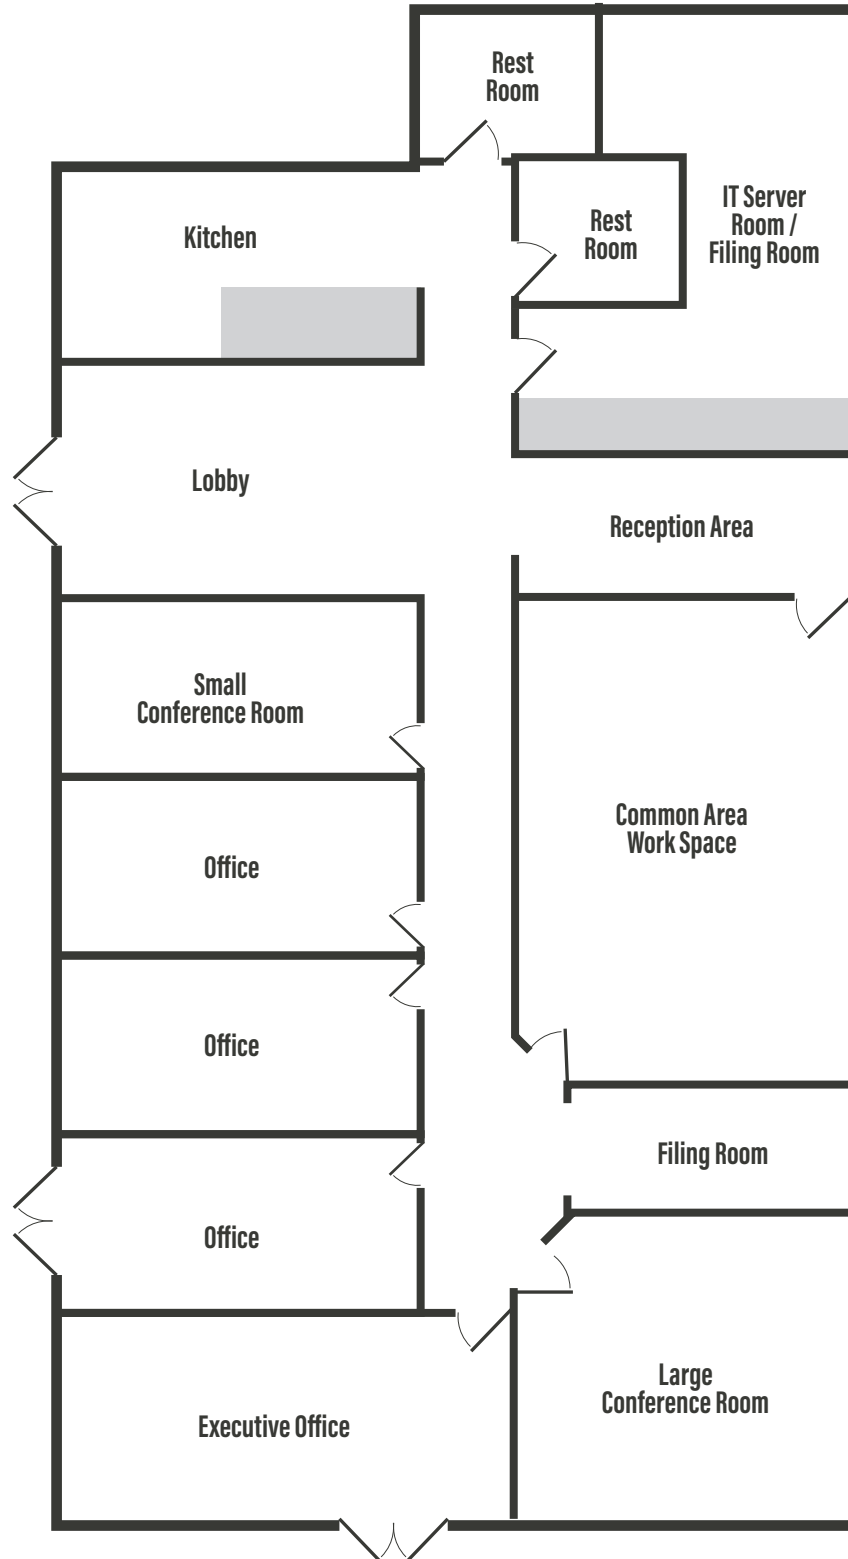 Rest
Room
Kitchen
Rest
Room
IT Server
Room /
Filing Room
Lobby
Reception Area
Small
Conference Room
Common Area
Work Space
Office
Office
Filing Room
Office
Large
Conference Room
Executive Office